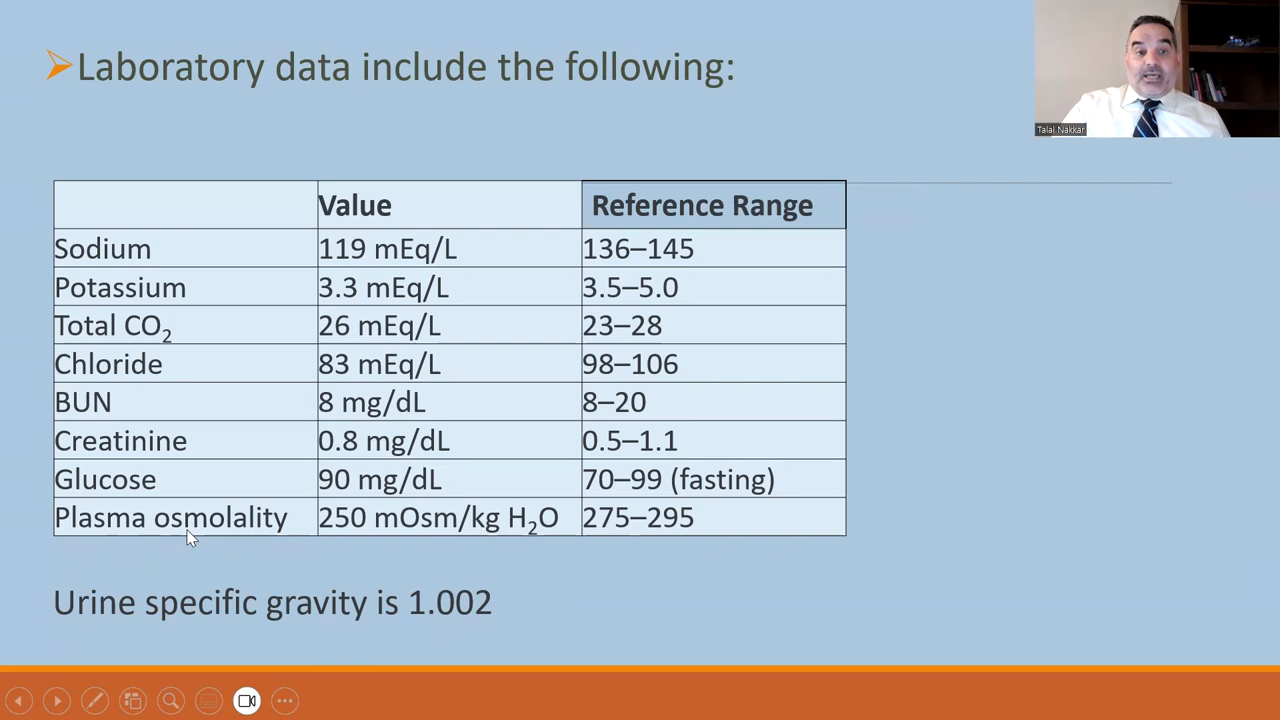 Laboratory data include the following:
Talal Nakkar
Value Reference Range
Sodium 119 mEq/L 136–145
Potassium 3.3 mEq/L 3.5–5.0
Total CO₂ 26 mEq/L 23–28
Chloride 83 mEq/L 98–106
BUN 8 mg/dL 8–20
Creatinine 0.8 mg/dL 0.5–1.1
Glucose 90 mg/dL 70–99 (fasting)
Plasma osmolality 250 mOsm/kg H₂O 275–295
Urine specific gravity is 1.002